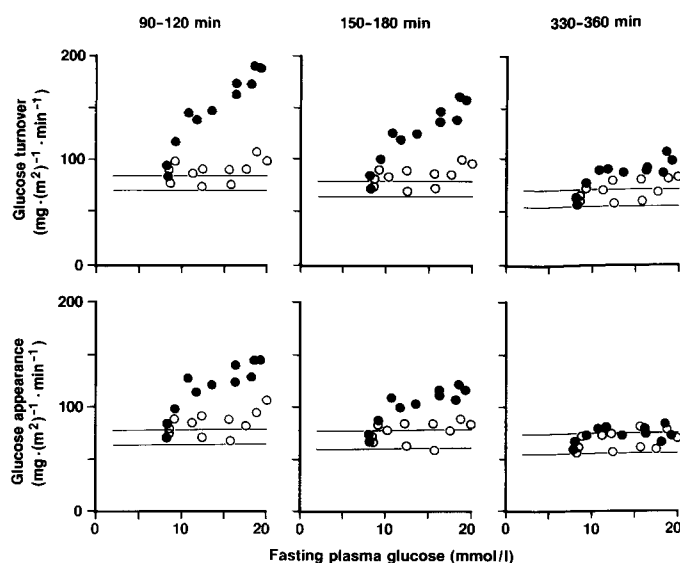 90-120 min
150-180 min
330-360 min
Glucose turnover
(mg · (m²)⁻¹ · min⁻¹)
200
100
0
Glucose appearance
(mg · (m²)⁻¹ · min⁻¹)
200
100
0
0 10 20
0 10 20
0 10 20
Fasting plasma glucose (mmol/l)